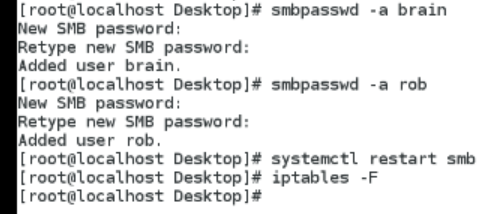 [root@localhost Desktop]# smbpasswd -a brain
New SMB password:
Retype new SMB password:
Added user brain.
[root@localhost Desktop]# smbpasswd -a rob
New SMB password:
Retype new SMB password:
Added user rob.
[root@localhost Desktop]# systemctl restart smb
[root@localhost Desktop]# iptables -F
[root@localhost Desktop]#